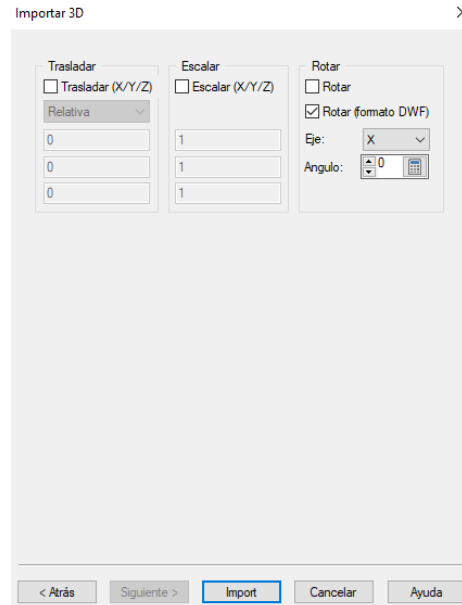 Importar 3D
Trasladar
Trasladar (X/Y/Z)
Relativa
0
0
0
Escalar
Escalar (X/Y/Z)
1
1
1
Rotar
Rotar
Rotar (formato DWF)
Eje: X
Angulo: 0
< Atrás Siguiente > Import Cancelar Ayuda